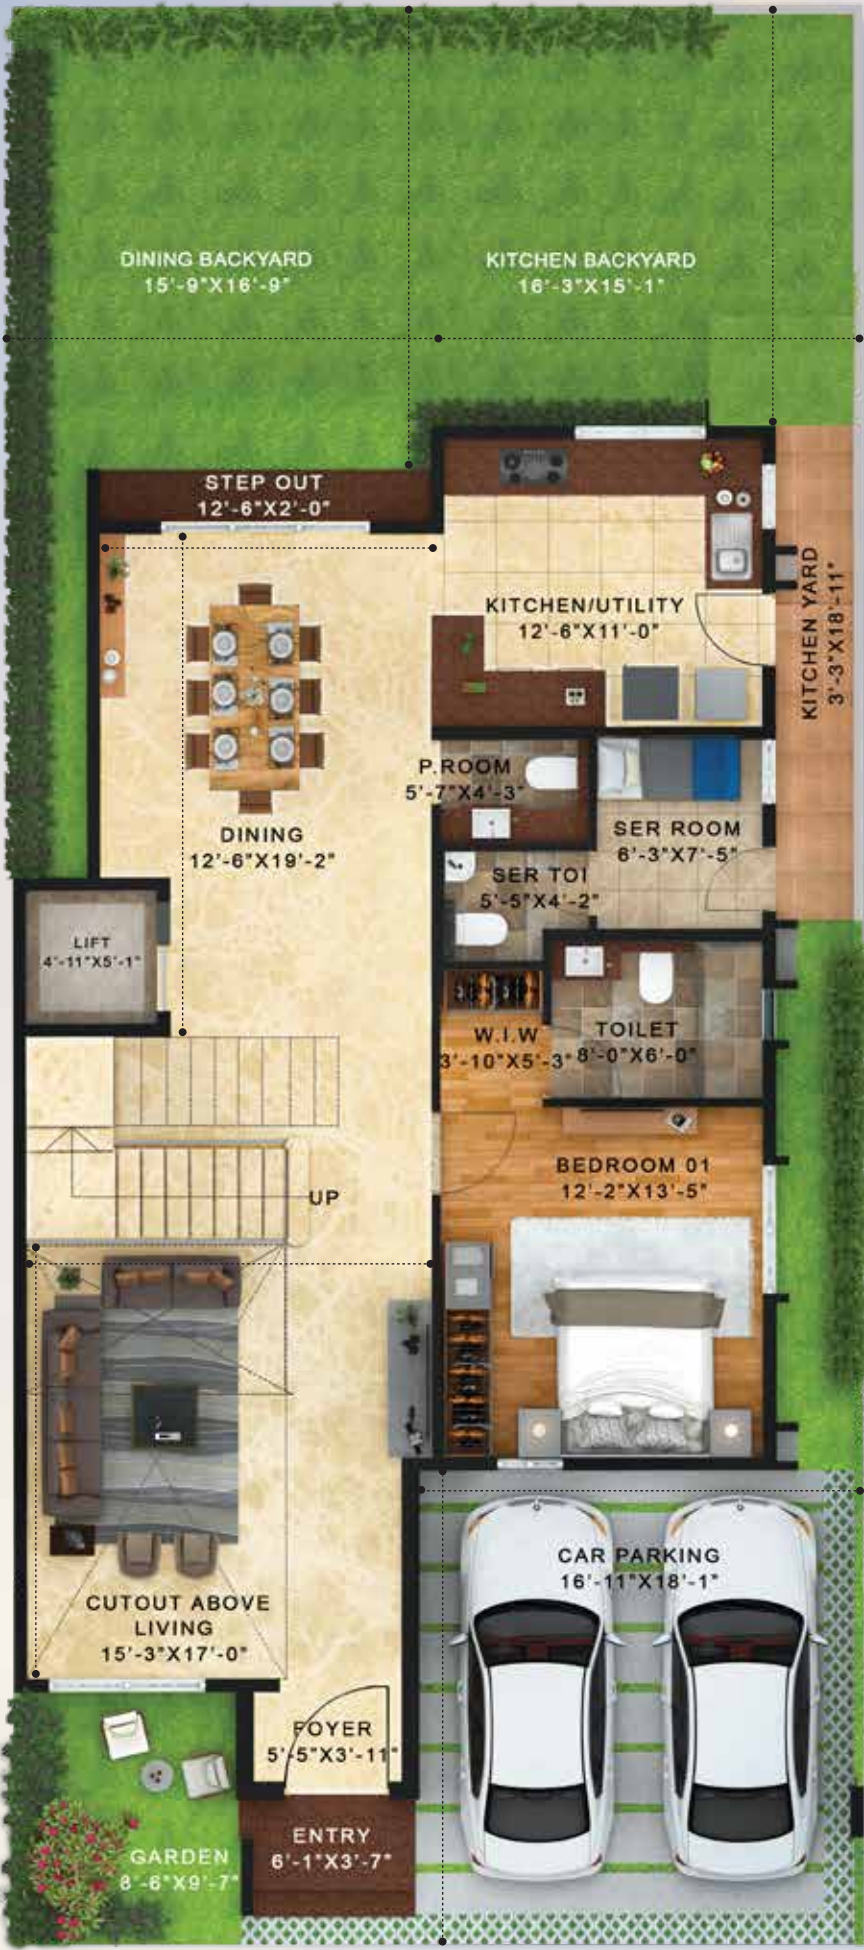 DINING BACKYARD
15'-9"X16'-9"
KITCHEN BACKYARD
16'-3"X15'-1"
STEP OUT
12'-6"X2'-0"
KITCHEN/UTILITY
12'-6"X11'-0"
KITCHEN YARD
3'-3"X18'-11"
P.ROOM
5'-7"X4'-3"
DINING
12'-6"X19'-2"
SER ROOM
6'-3"X7'-5"
SER TOI
5'-5"X4'-2"
LIFT
4'-11"X5'-1"
W.I.W
3'-10"X5'-3"
TOILET
8'-0"X6'-0"
BEDROOM 01
12'-2"X13'-5"
UP
CAR PARKING
16'-11"X18'-1"
CUTOUT ABOVE
LIVING
15'-3"X17'-0"
FOYER
5'-5"X3'-11"
ENTRY
6'-1"X3'-7"
GARDEN
8'-6"X9'-7"